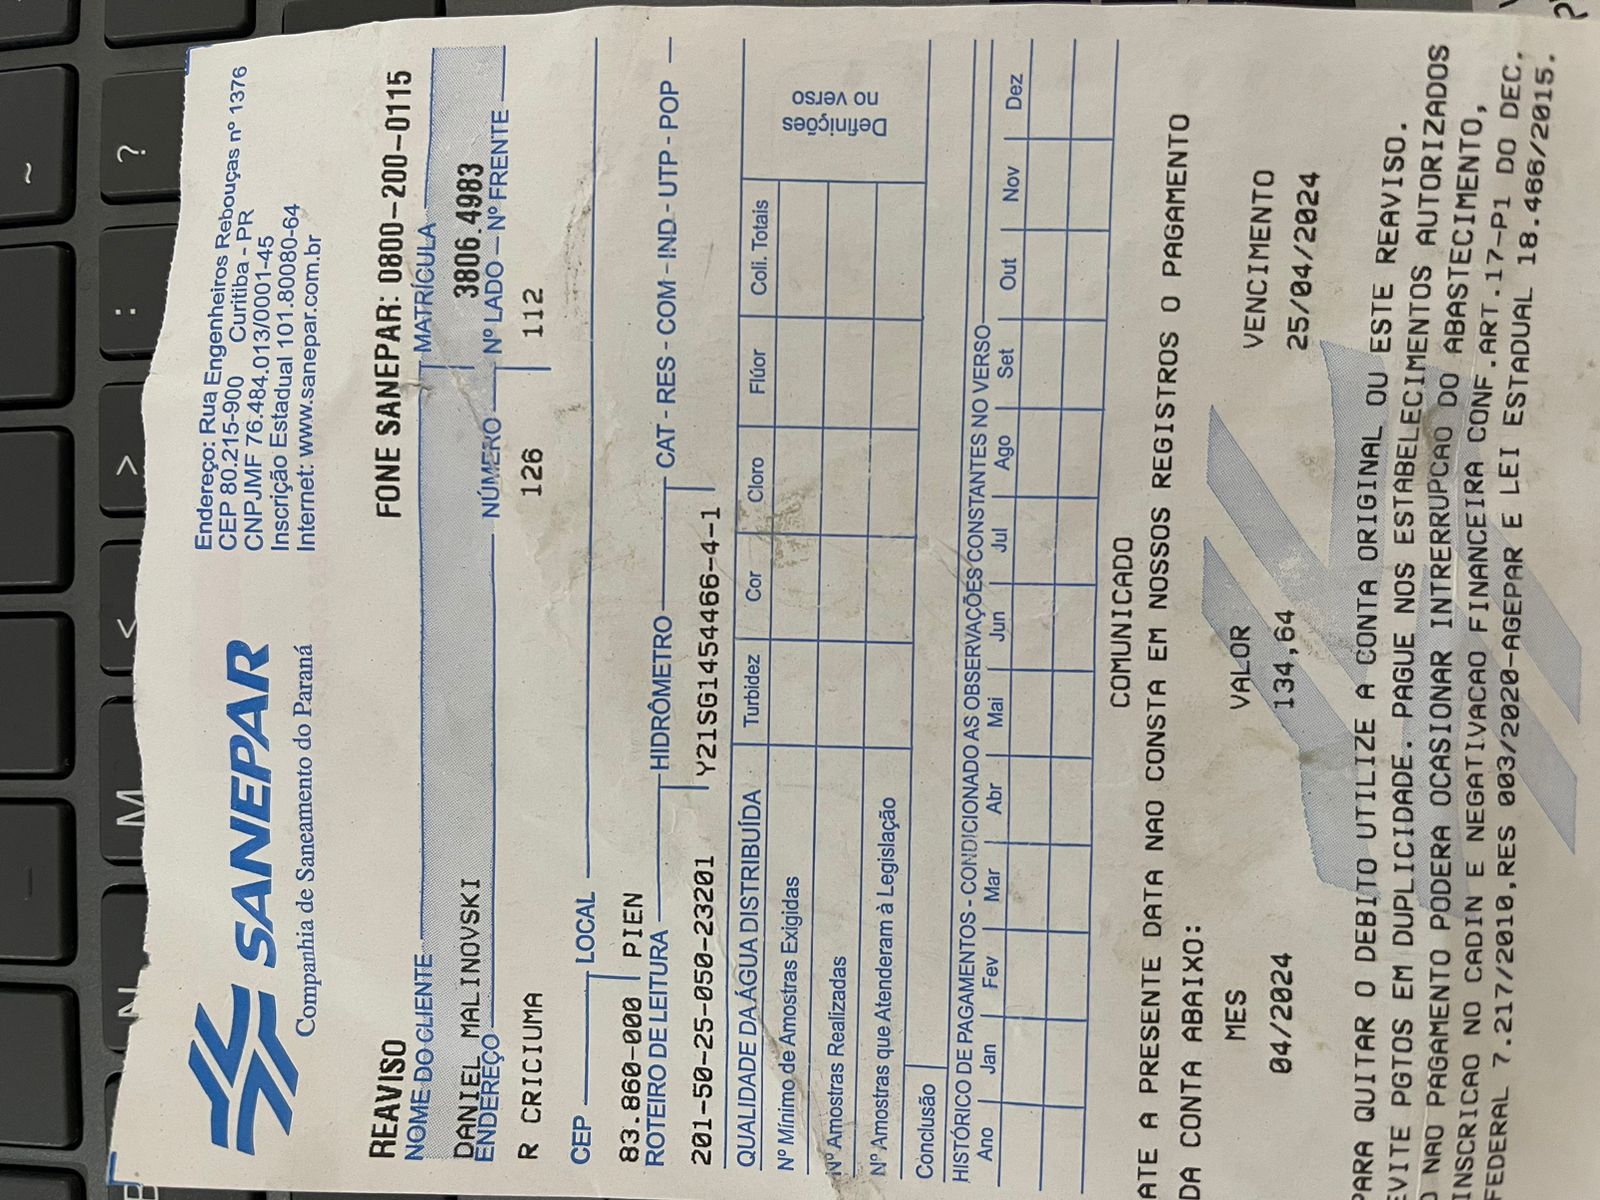 SANEPAR
Companhia de Saneamento do Paraná
Endereço: Rua Engenheiros Rebouças nº 1376
CEP 80.215-900 Curitiba - PR
CNPJMF 76.484.013/0001-45
Inscrição Estadual 101.80080-64
Internet: www.sanepar.com.br
REAVISO FONE SANEPAR: 0800-200-0115
NOME DO CLIENTE MATRÍCULA
DANIEL MALINOVSKI 3806.4983
ENDEREÇO NÚMERO Nº LADO Nº FRENTE
R CRICIUMA 126 112
CEP LOCAL
83.860-000 PIEN
ROTEIRO DE LEITURA HIDRÔMETRO CAT - RES - COM - IND - UTP - POP
201-50-25-050-23201 Y21SG1454466-4-1
QUALIDADE DA ÁGUA DISTRIBUÍDA Turbidez Cor Cloro Flúor Coli. Totais
Definições
no verso
Nº Mínimo de Amostras Exigidas
Nº Amostras Realizadas
Nº Amostras que Atenderam à Legislação
Conclusão
HISTÓRICO DE PAGAMENTOS - CONDICIONADO AS OBSERVAÇÕES CONSTANTES NO VERSO
Ano Jan Fev Mar Abr Mai Jun Jul Ago Set Out Nov Dez
COMUNICADO
ATE A PRESENTE DATA NAO CONSTA EM NOSSOS REGISTROS O PAGAMENTO
DA CONTA ABAIXO:
MES VALOR VENCIMENTO
04/2024 134,64 25/04/2024
PARA QUITAR O DEBITO UTILIZE A CONTA ORIGINAL OU ESTE REAVISO.
EVITE PGTOS EM DUPLICIDADE. PAGUE NOS ESTABELECIMENTOS AUTORIZADOS
O NAO PAGAMENTO PODERA OCASIONAR INTRERRUPCAO DO ABASTECIMENTO,
INSCRICAO NO CADIN E NEGATIVACAO FINANCEIRA CONF.ART.17-P1 DO DEC.
FEDERAL 7.217/2010,RES 003/2020-AGEPAR E LEI ESTADUAL 18.466/2015.